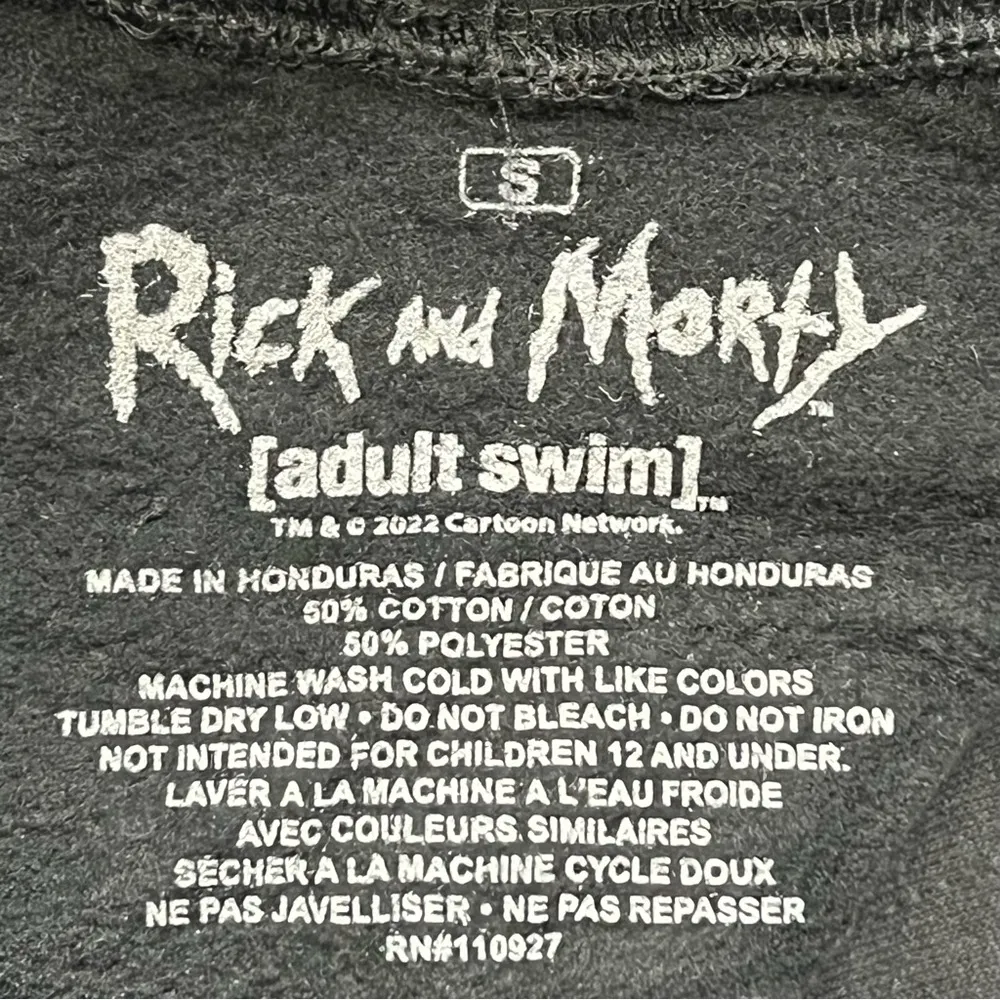 S
Rick and Morty™
[adult swim]™
TM & © 2022 Cartoon Network.
MADE IN HONDURAS / FABRIQUE AU HONDURAS
50% COTTON / COTON
50% POLYESTER
MACHINE WASH COLD WITH LIKE COLORS
TUMBLE DRY LOW • DO NOT BLEACH • DO NOT IRON
NOT INTENDED FOR CHILDREN 12 AND UNDER.
LAVER A LA MACHINE A L'EAU FROIDE
AVEC COULEURS SIMILAIRES
SÉCHER A LA MACHINE CYCLE DOUX
NE PAS JAVELLISER • NE PAS REPASSER
RN#110927